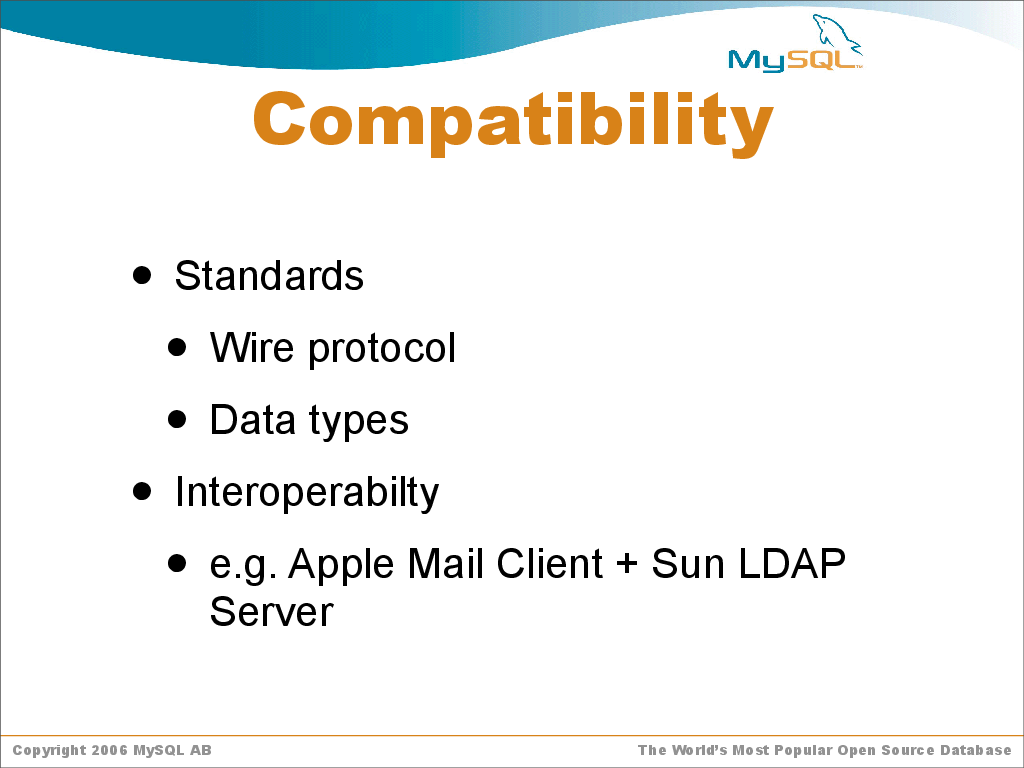 MySQL™
Compatibility
• Standards
• Wire protocol
• Data types
• Interoperabilty
• e.g. Apple Mail Client + Sun LDAP
Server
Copyright 2006 MySQL AB
The World’s Most Popular Open Source Database